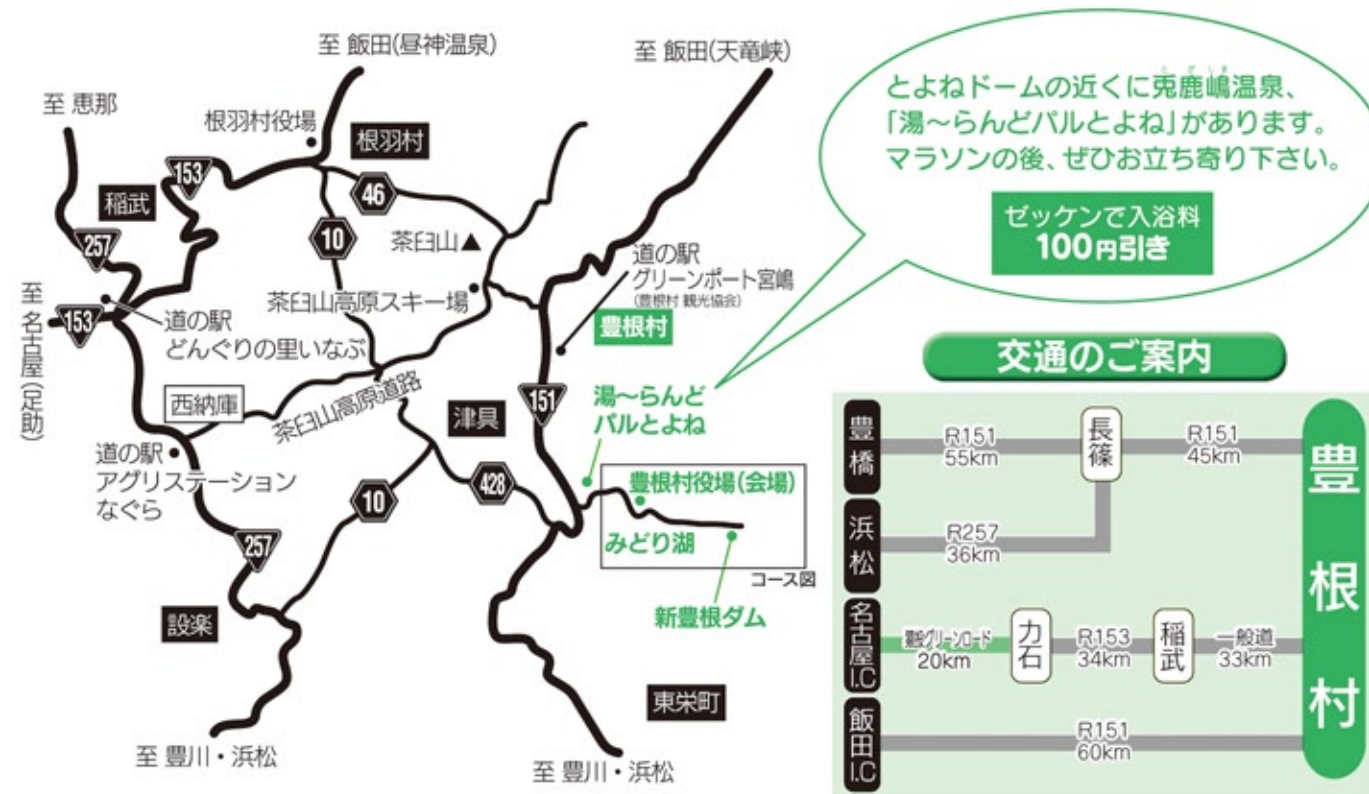 至 飯田(昼神温泉)
至 飯田(天竜峡)
至 恵那
根羽村役場
根羽村
153
46
稲武
10
257
茶臼山▲
道の駅
グリーンポート宮嶋
(豊根村 観光協会)
茶臼山高原スキー場
至 名古屋(足助)
153
道の駅
どんぐりの里いなぶ
豊根村
西納庫
茶臼山高原道路
151
湯～らんど
パルとよね
津具
道の駅
アグリステーション
なぐら
428
10
豊根村役場(会場)
みどり湖
コース図
257
新豊根ダム
設楽
東栄町
至 豊川・浜松
至 豊川・浜松
とよねドームの近くに兎鹿嶋温泉、
「湯～らんどパルとよね」があります。
マラソンの後、ぜひお立ち寄り下さい。
ゼッケンで入浴料
100円引き
交通のご案内
豊橋
R151
55km
長篠
R151
45km
浜松
R257
36km
名古屋I.C
グリーンロード
20km
力石
R153
34km
稲武
一般道
33km
飯田I.C
R151
60km
豊根村